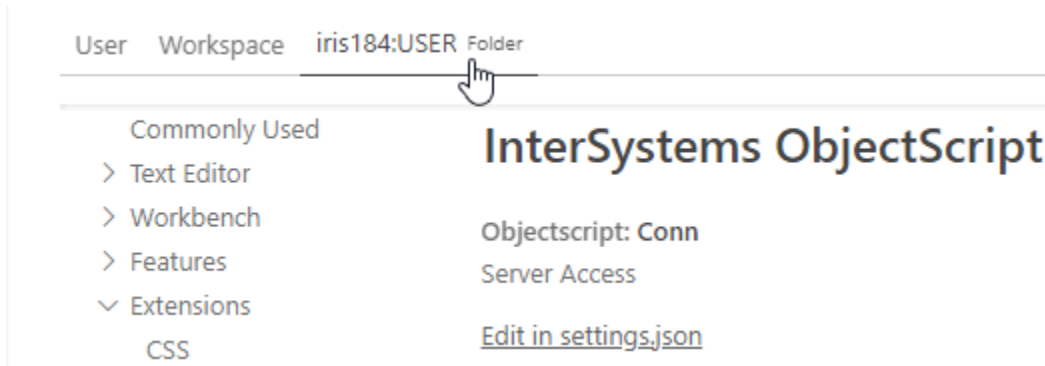 User Workspace iris184:USER Folder
Commonly Used
Text Editor
Workbench
Features
Extensions
CSS
InterSystems ObjectScript
Objectscript: Conn
Server Access
Edit in settings.json